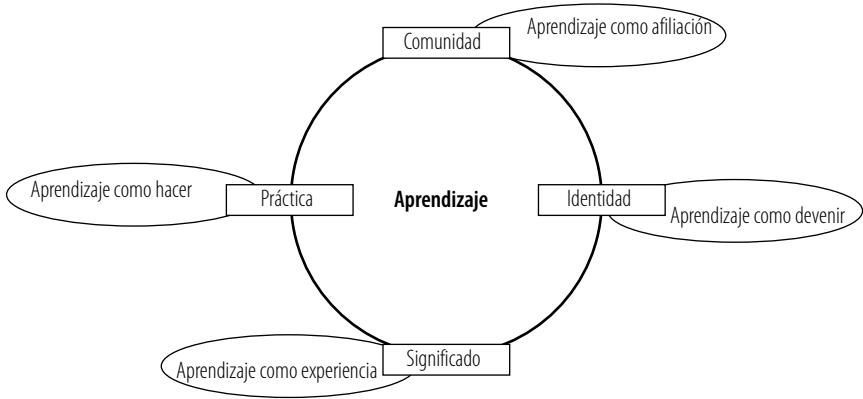 Aprendizaje como afiliación
Comunidad
Aprendizaje como hacer
Práctica
Aprendizaje
Identidad
Aprendizaje como devenir
Significado
Aprendizaje como experiencia